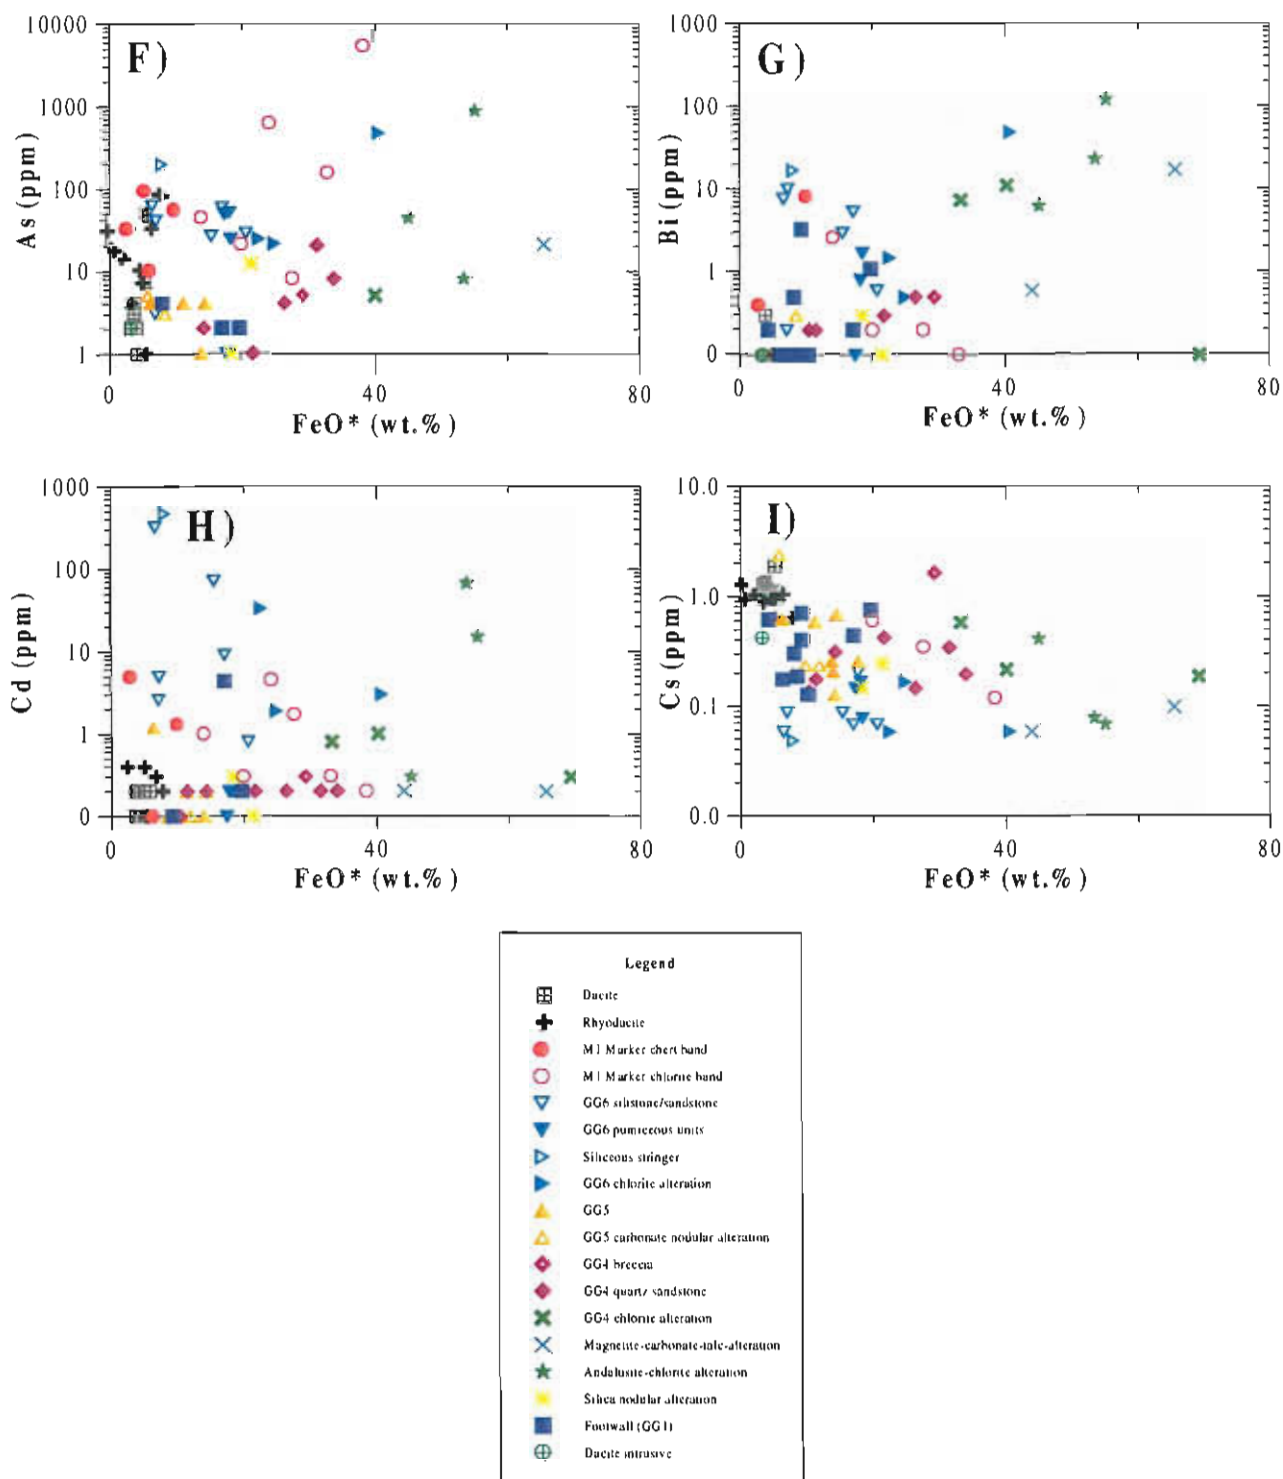 F)
10000
1000
100
10
1
As (ppm)
0
40
80
FeO* (wt.%)
G)
1000
100
10
1
0
Bi (ppm)
0
40
80
FeO* (wt.%)
H)
1000
100
10
1
0
Cd (ppm)
0
40
80
FeO* (wt.%)
I)
10.0
1.0
0.1
0.0
Cs (ppm)
0
40
80
FeO* (wt.%)
Legend
Dacite
Rhyodacite
M1 Marker chert band
M1 Marker chlorite band
GG6 siltstone/sandstone
GG6 pumiceous units
Siliceous stringer
GG6 chlorite alteration
GG5
GG5 carbonate nodular alteration
GG4 breccia
GG4 quartz sandstone
GG4 chlorite alteration
Magnetite-carbonate-talc-alteration
Andalusite-chlorite alteration
Silica nodular alteration
Footwall (GG1)
Dacite intrusive